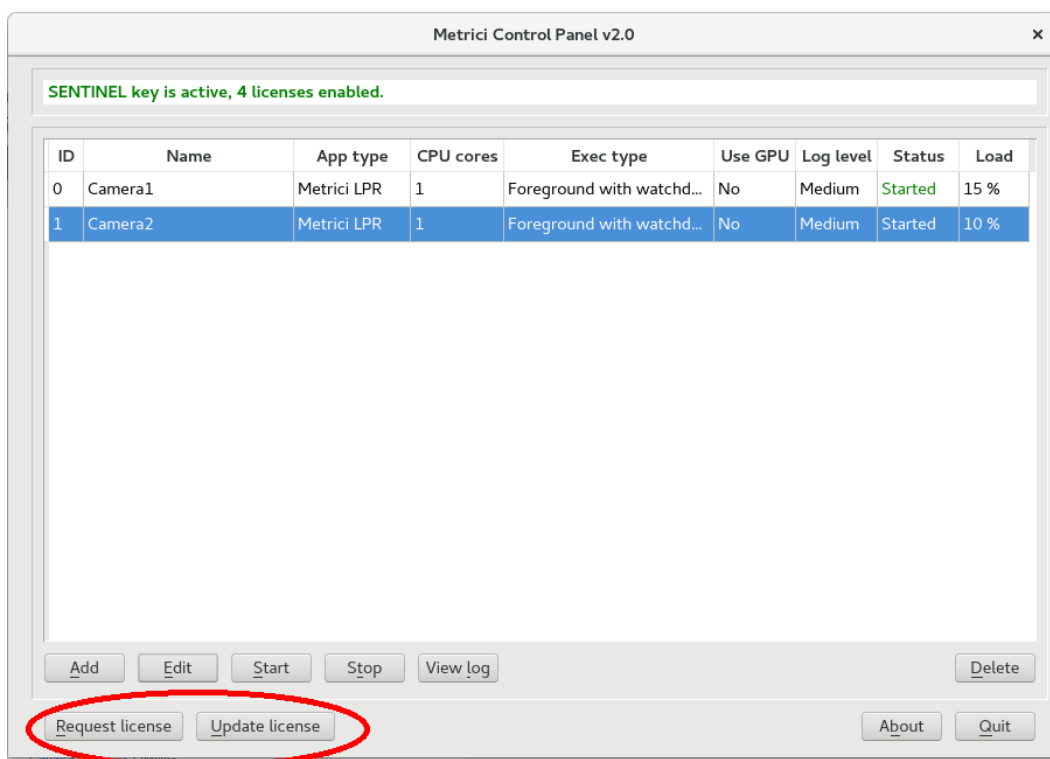 Metrici Control Panel v2.0 ×
SENTINEL key is active, 4 licenses enabled.
ID Name App type CPU cores Exec type Use GPU Log level Status Load
0 Camera1 Metrici LPR 1 Foreground with watchd... No Medium Started 15 %
1 Camera2 Metrici LPR 1 Foreground with watchd... No Medium Started 10 %
Add Edit Start Stop View log Delete
Request license Update license About Quit